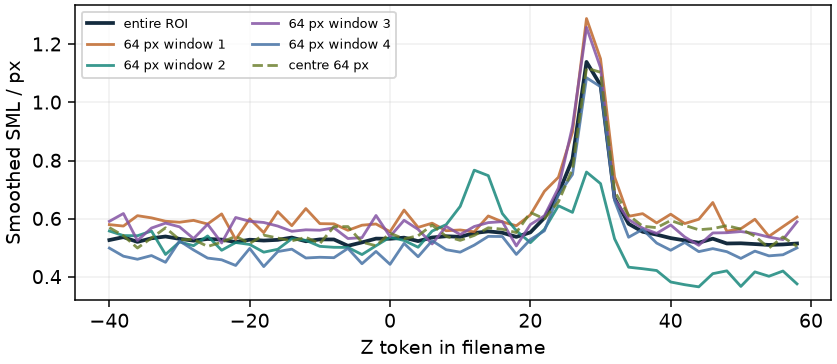 entire ROI
64 px window 1
64 px window 2
64 px window 3
64 px window 4
centre 64 px
Smoothed SML / px
1.2
1.0
0.8
0.6
0.4
−40
−20
0
20
40
60
Z token in filename